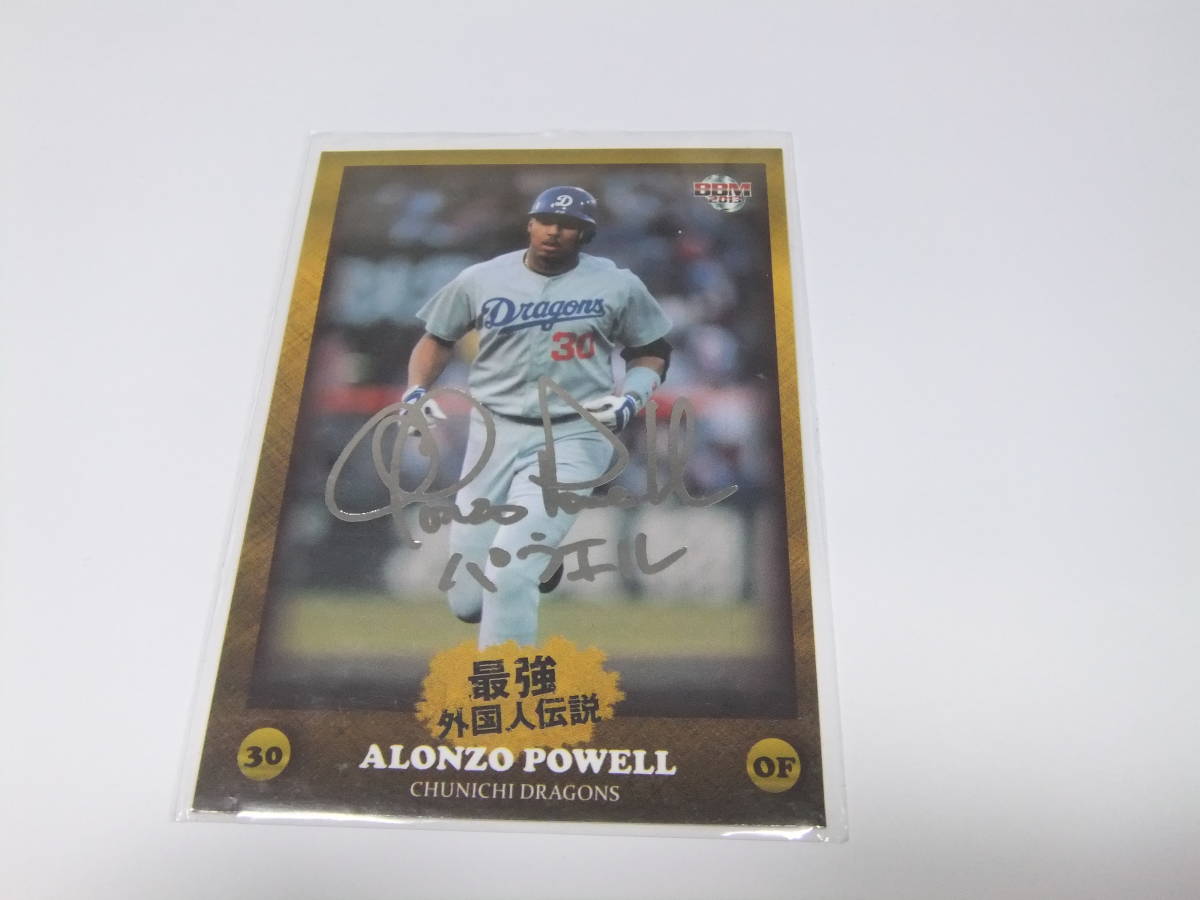 BBM
2013
D
Dragons
30
Alonzo Powell
パウエル
最強
外国人伝説
30
ALONZO POWELL
OF
CHUNICHI DRAGONS